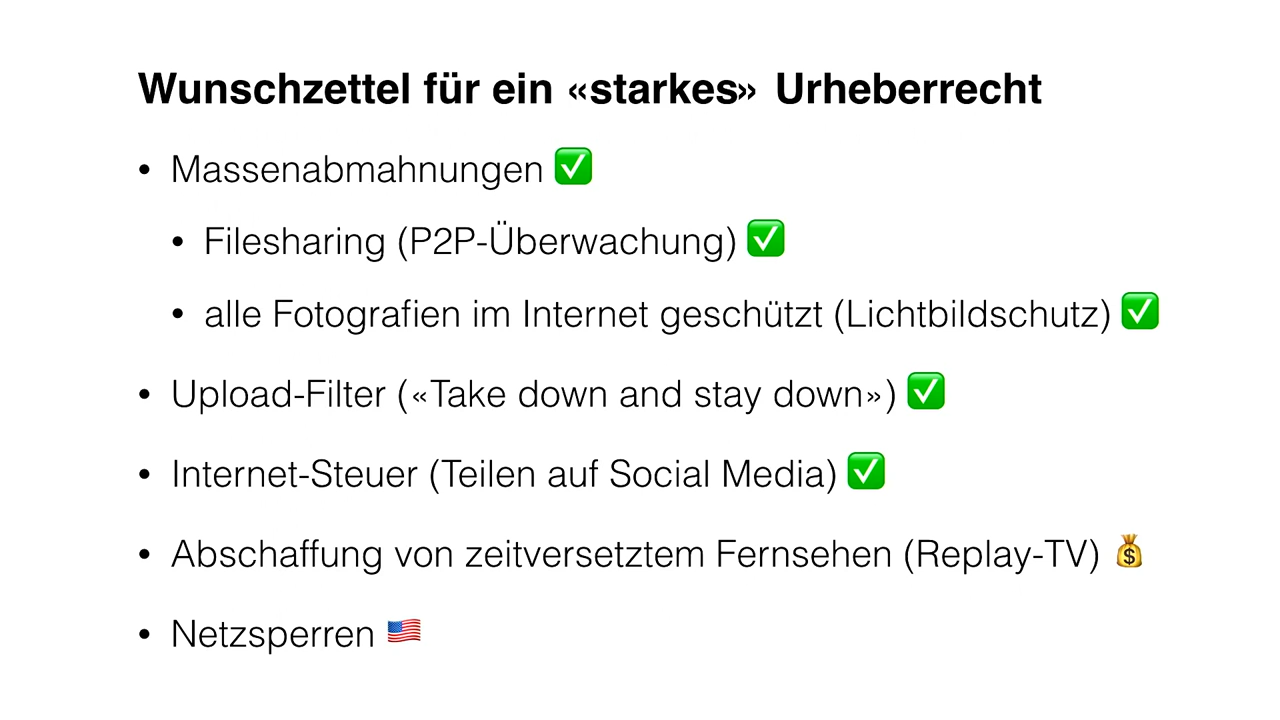 Wunschzettel für ein «starkes» Urheberrecht
• Massenabmahnungen ✅
• Filesharing (P2P-Überwachung) ✅
• alle Fotografien im Internet geschützt (Lichtbildschutz) ✅
• Upload-Filter («Take down and stay down») ✅
• Internet-Steuer (Teilen auf Social Media) ✅
• Abschaffung von zeitversetztem Fernsehen (Replay-TV) 💰
• Netzsperren 🇺🇸